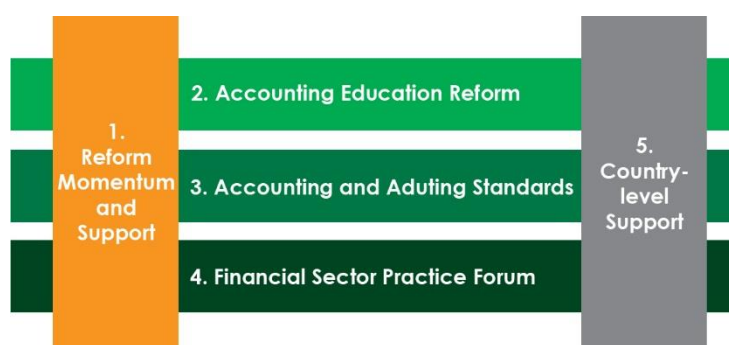 1.
Reform
Momentum
and
Support
2. Accounting Education Reform
3. Accounting and Aduting Standards
4. Financial Sector Practice Forum
5.
Country-
level
Support